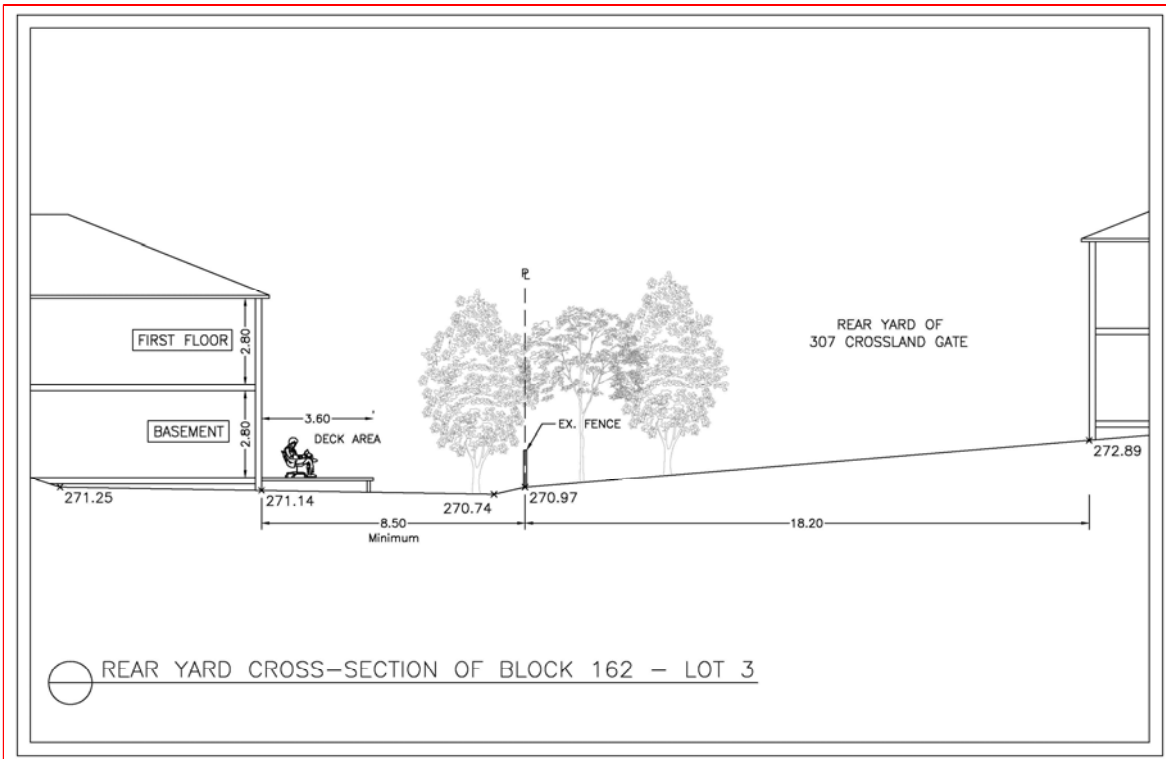 ℄
FIRST FLOOR
2.80
REAR YARD OF
307 CROSSLAND GATE
BASEMENT
2.80
3.60
DECK AREA
EX. FENCE
271.25
271.14
270.74
270.97
272.89
8.50
Minimum
18.20
REAR YARD CROSS-SECTION OF BLOCK 162 - LOT 3